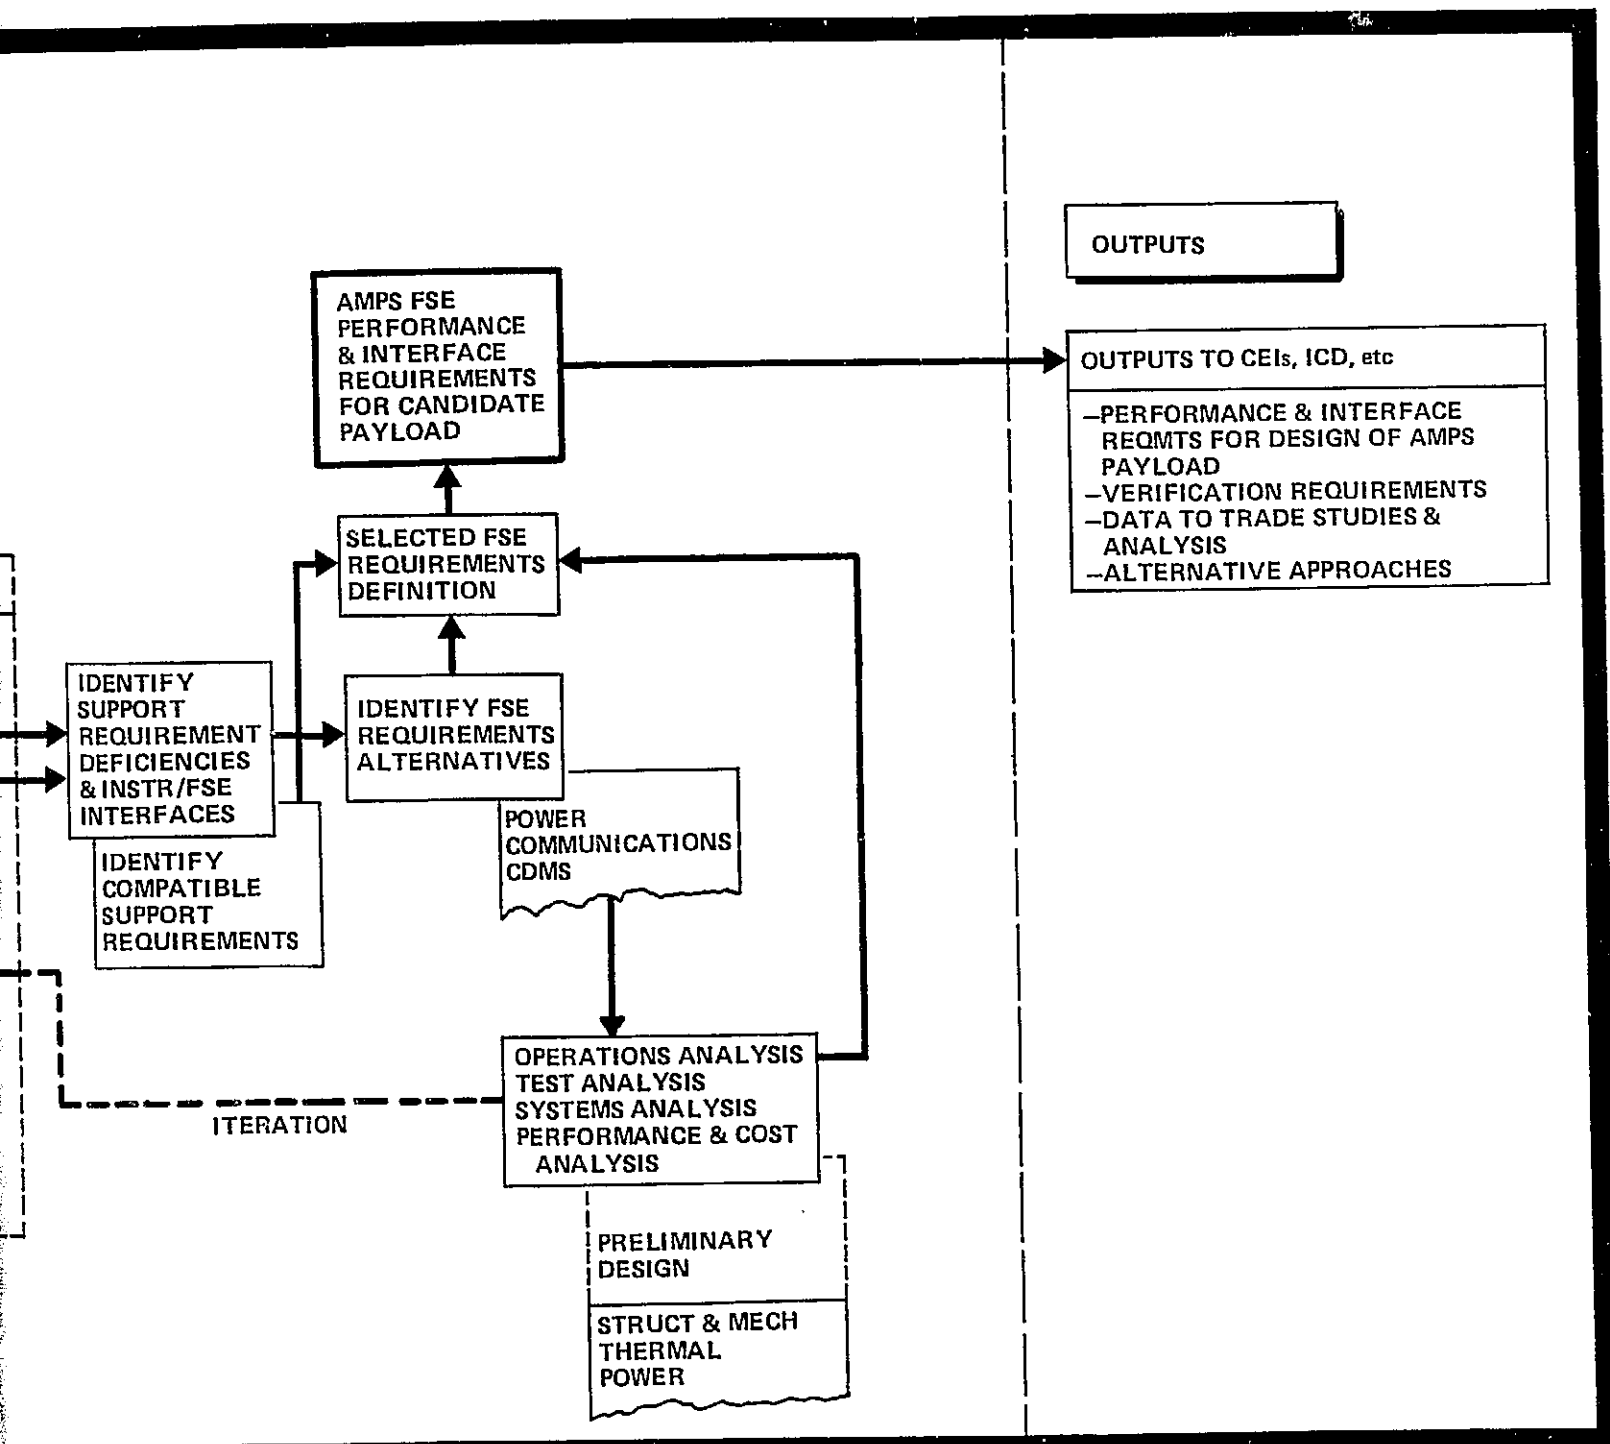 OUTPUTS
AMPS FSE
PERFORMANCE
& INTERFACE
REQUIREMENTS
FOR CANDIDATE
PAYLOAD
OUTPUTS TO CEIs, ICD, etc
–PERFORMANCE & INTERFACE
REQMTS FOR DESIGN OF AMPS
PAYLOAD
–VERIFICATION REQUIREMENTS
–DATA TO TRADE STUDIES &
ANALYSIS
–ALTERNATIVE APPROACHES
SELECTED FSE
REQUIREMENTS
DEFINITION
IDENTIFY
SUPPORT
REQUIREMENT
DEFICIENCIES
& INSTR/FSE
INTERFACES
IDENTIFY FSE
REQUIREMENTS
ALTERNATIVES
POWER
COMMUNICATIONS
CDMS
IDENTIFY
COMPATIBLE
SUPPORT
REQUIREMENTS
OPERATIONS ANALYSIS
TEST ANALYSIS
SYSTEMS ANALYSIS
PERFORMANCE & COST
ANALYSIS
ITERATION
PRELIMINARY
DESIGN
STRUCT & MECH
THERMAL
POWER